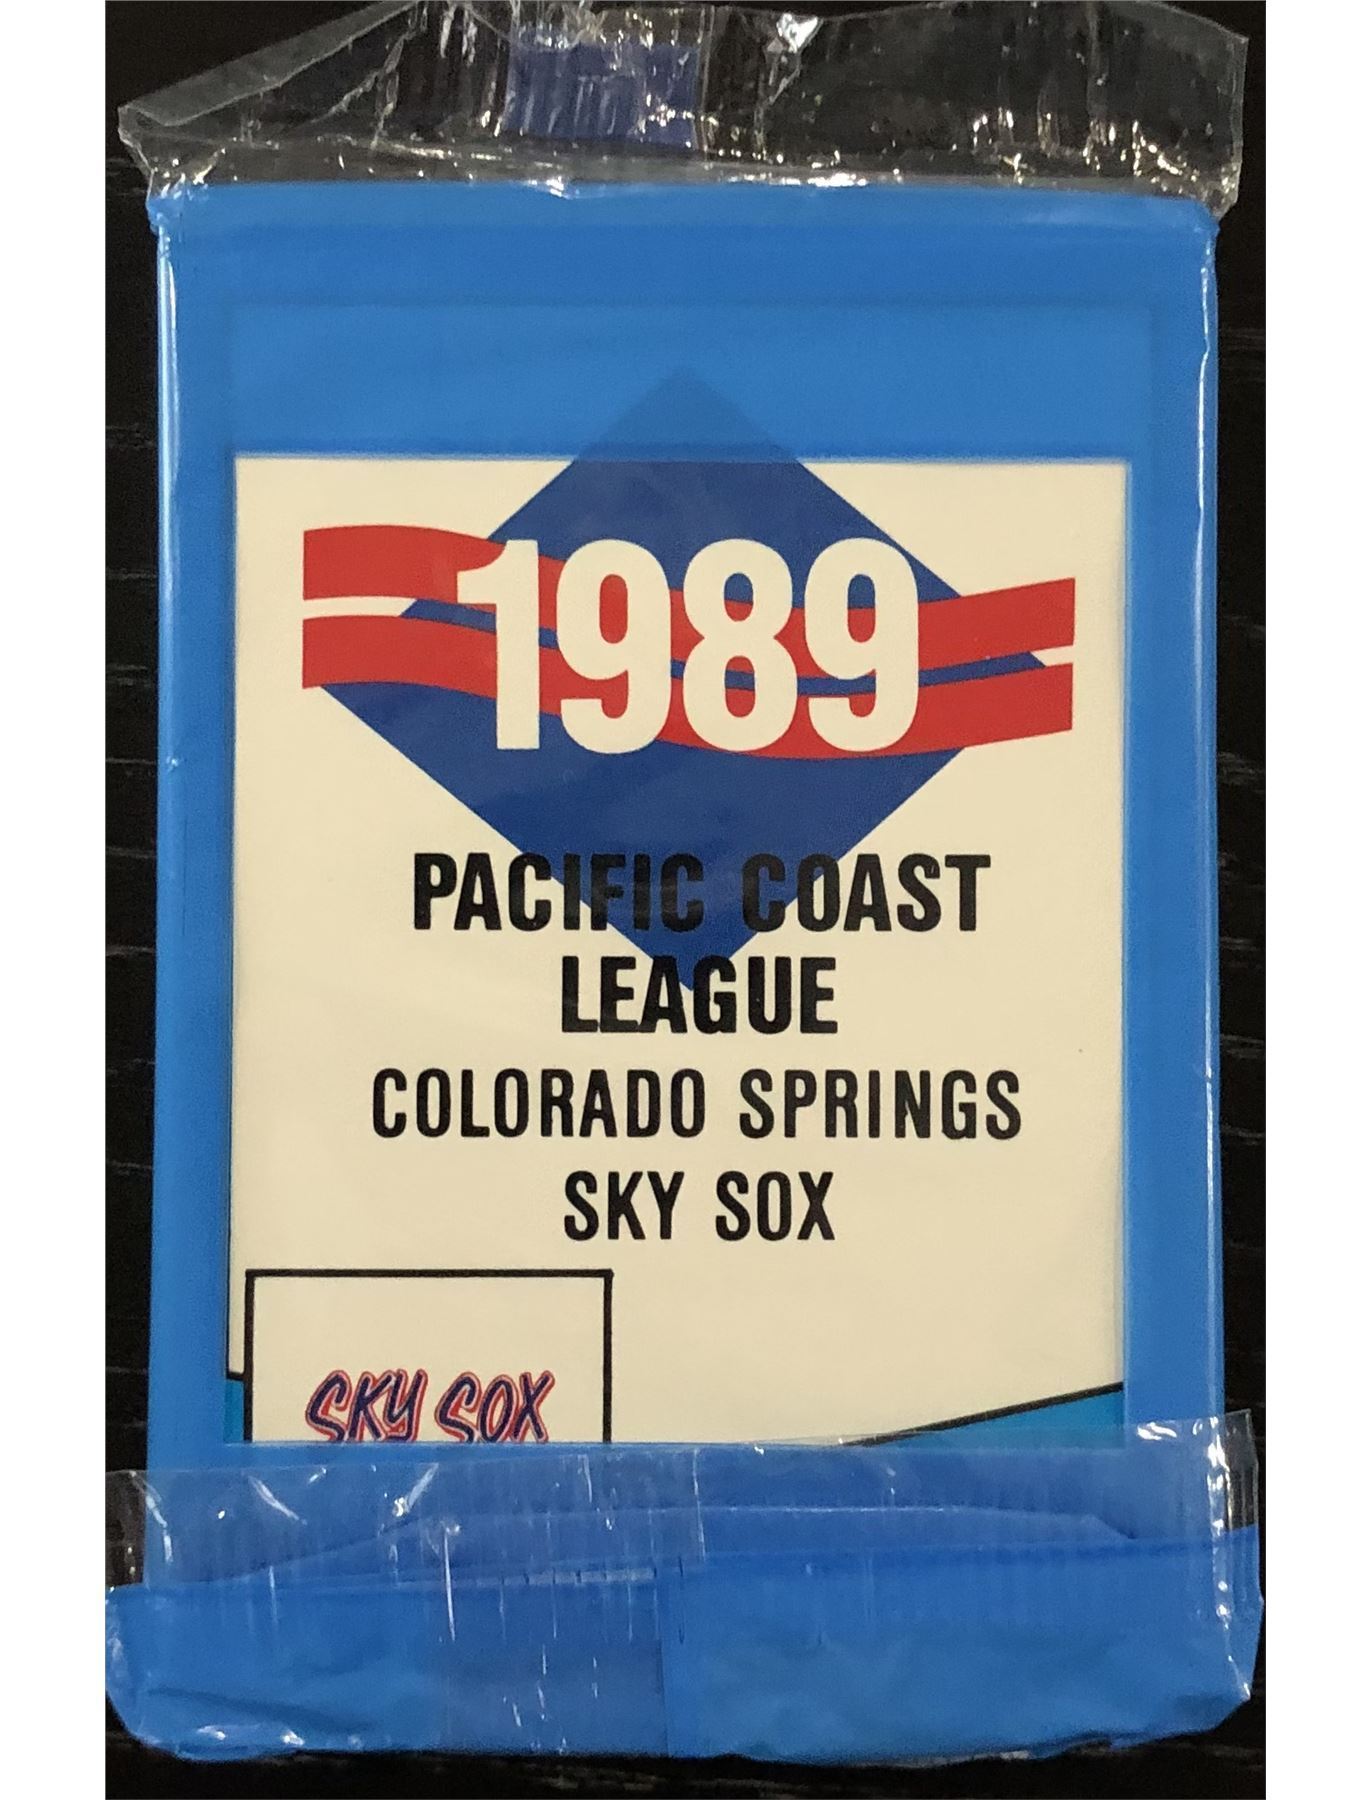 1989
PACIFIC COAST
LEAGUE
COLORADO SPRINGS
SKY SOX
SKY SOX